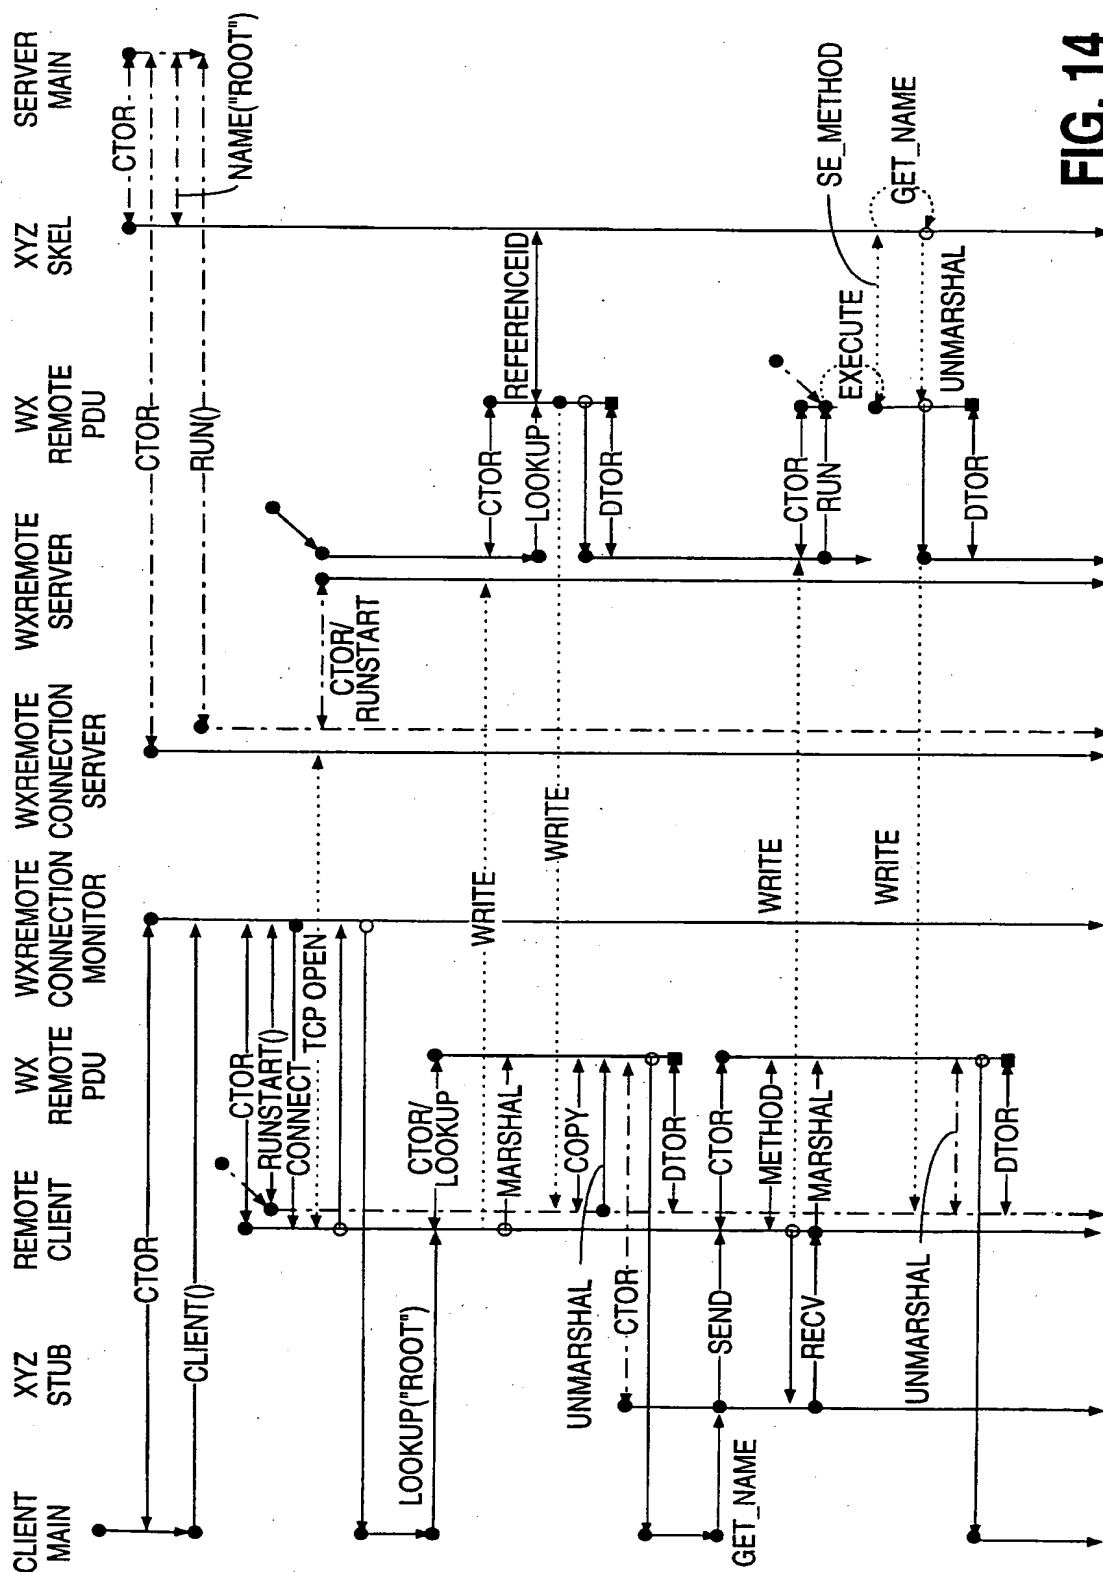 CLIENT
MAIN
XYZ
STUB
REMOTE
CLIENT
WX
REMOTE
PDU
WXREMOTE
CONNECTION
MONITOR
WXREMOTE
CONNECTION
SERVER
WXREMOTE
SERVER
WX
REMOTE
PDU
XYZ
SKEL
SERVER
MAIN
CTOR
CTOR
NAME("ROOT")
RUN()
CTOR
CLIENT()
CTOR
RUNSTART()
CONNECT
TCP OPEN
CTOR/
RUNSTART
LOOKUP("ROOT")
CTOR/
LOOKUP
WRITE
CTOR
MARSHAL
LOOKUP
REFERENCEID
WRITE
COPY
DTOR
UNMARSHAL
CTOR
DTOR
GET_NAME
SEND
CTOR
METHOD
WRITE
CTOR
RUN
RECV
MARSHAL
EXECUTE
SE_METHOD
GET_NAME
UNMARSHAL
WRITE
UNMARSHAL
DTOR
DTOR
FIG. 14